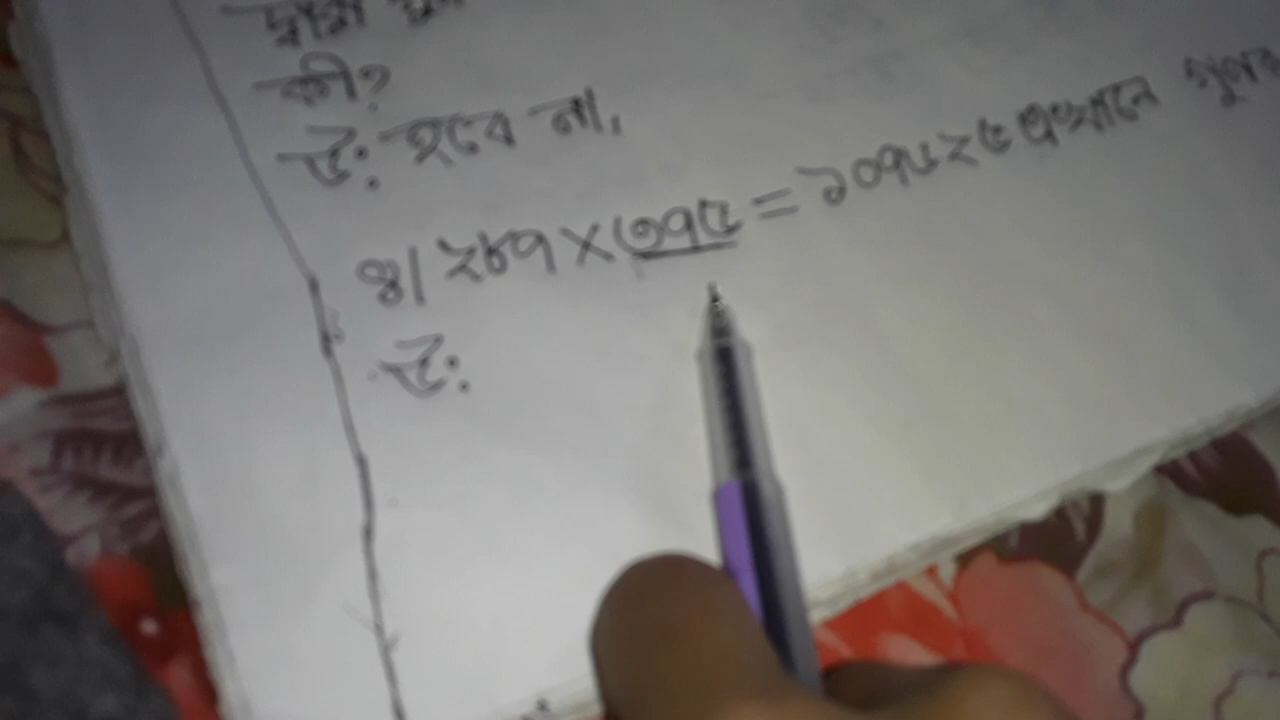 কী?
উ: হবে না,
৪। ২৮৭ × ৩৭৫ = ১০৭৬২৫ এখানে
উ: